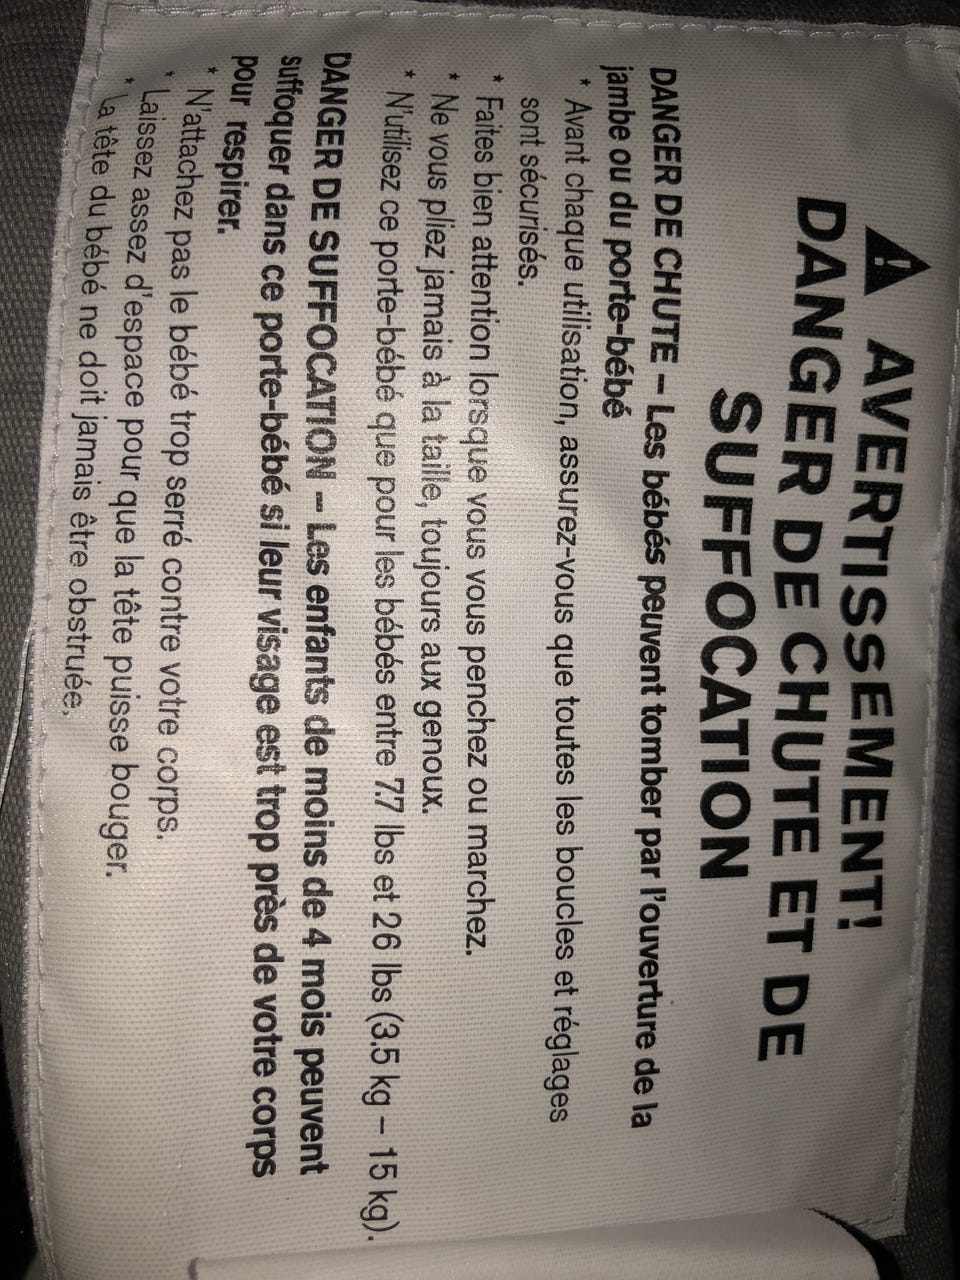 ⚠ AVERTISSEMENT!
DANGER DE CHUTE ET DE
SUFFOCATION
DANGER DE CHUTE – Les bébés peuvent tomber par l'ouverture de la
jambe ou du porte-bébé
* Avant chaque utilisation, assurez-vous que toutes les boucles et réglages
sont sécurisés.
* Faites bien attention lorsque vous vous penchez ou marchez.
* Ne vous pliez jamais à la taille, toujours aux genoux.
* N'utilisez ce porte-bébé que pour les bébés entre 7.7 lbs et 26 lbs (3.5 kg – 15 kg).
DANGER DE SUFFOCATION – Les enfants de moins de 4 mois peuvent
suffoquer dans ce porte-bébé si leur visage est trop près de votre corps
pour respirer.
* N'attachez pas le bébé trop serré contre votre corps.
* Laissez assez d'espace pour que la tête puisse bouger.
* La tête du bébé ne doit jamais être obstruée.